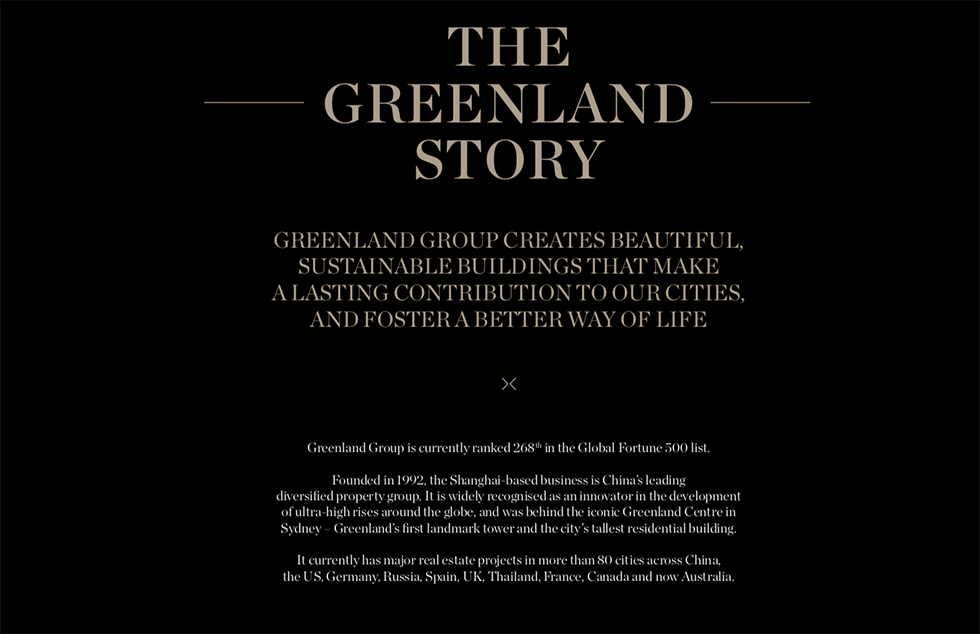 THE
GREENLAND
STORY
GREENLAND GROUP CREATES BEAUTIFUL,
SUSTAINABLE BUILDINGS THAT MAKE
A LASTING CONTRIBUTION TO OUR CITIES,
AND FOSTER A BETTER WAY OF LIFE
Greenland Group is currently ranked 268th in the Global Fortune 500 list.
Founded in 1992, the Shanghai-based business is China’s leading
diversified property group. It is widely recognised as an innovator in the development
of ultra-high rises around the globe, and was behind the iconic Greenland Centre in
Sydney – Greenland’s first landmark tower and the city’s tallest residential building.
It currently has major real estate projects in more than 80 cities across China,
the US, Germany, Russia, Spain, UK, Thailand, France, Canada and now Australia.